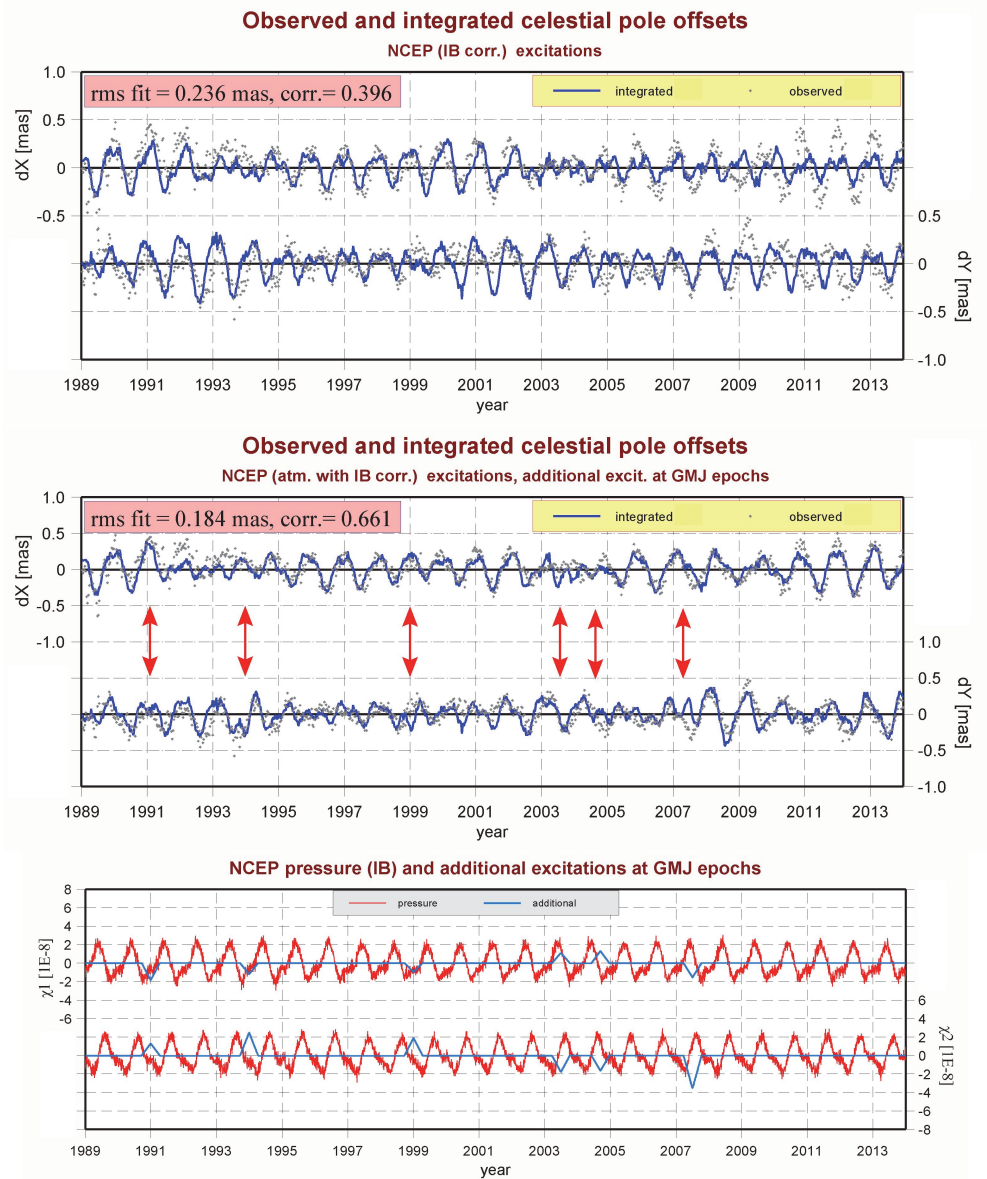 Observed and integrated celestial pole offsets
NCEP (IB corr.) excitations
rms fit = 0.236 mas, corr.= 0.396
integrated observed
1.0
0.5
0
-0.5
dX [mas]
0.5
0
-0.5
-1.0
dY [mas]
1989 1991 1993 1995 1997 1999 2001 2003 2005 2007 2009 2011 2013
year
Observed and integrated celestial pole offsets
NCEP (atm. with IB corr.) excitations, additional excit. at GMJ epochs
rms fit = 0.184 mas, corr.= 0.661
integrated observed
1.0
0.5
0
-0.5
-1.0
dX [mas]
1.0
0.5
0
-0.5
-1.0
dY [mas]
1989 1991 1993 1995 1997 1999 2001 2003 2005 2007 2009 2011 2013
year
NCEP pressure (IB) and additional excitations at GMJ epochs
pressure additional
8
6
4
2
0
-2
-4
-6
χ1 [1E-8]
6
4
2
0
-2
-4
-6
-8
χ2 [1E-8]
1989 1991 1993 1995 1997 1999 2001 2003 2005 2007 2009 2011 2013
year